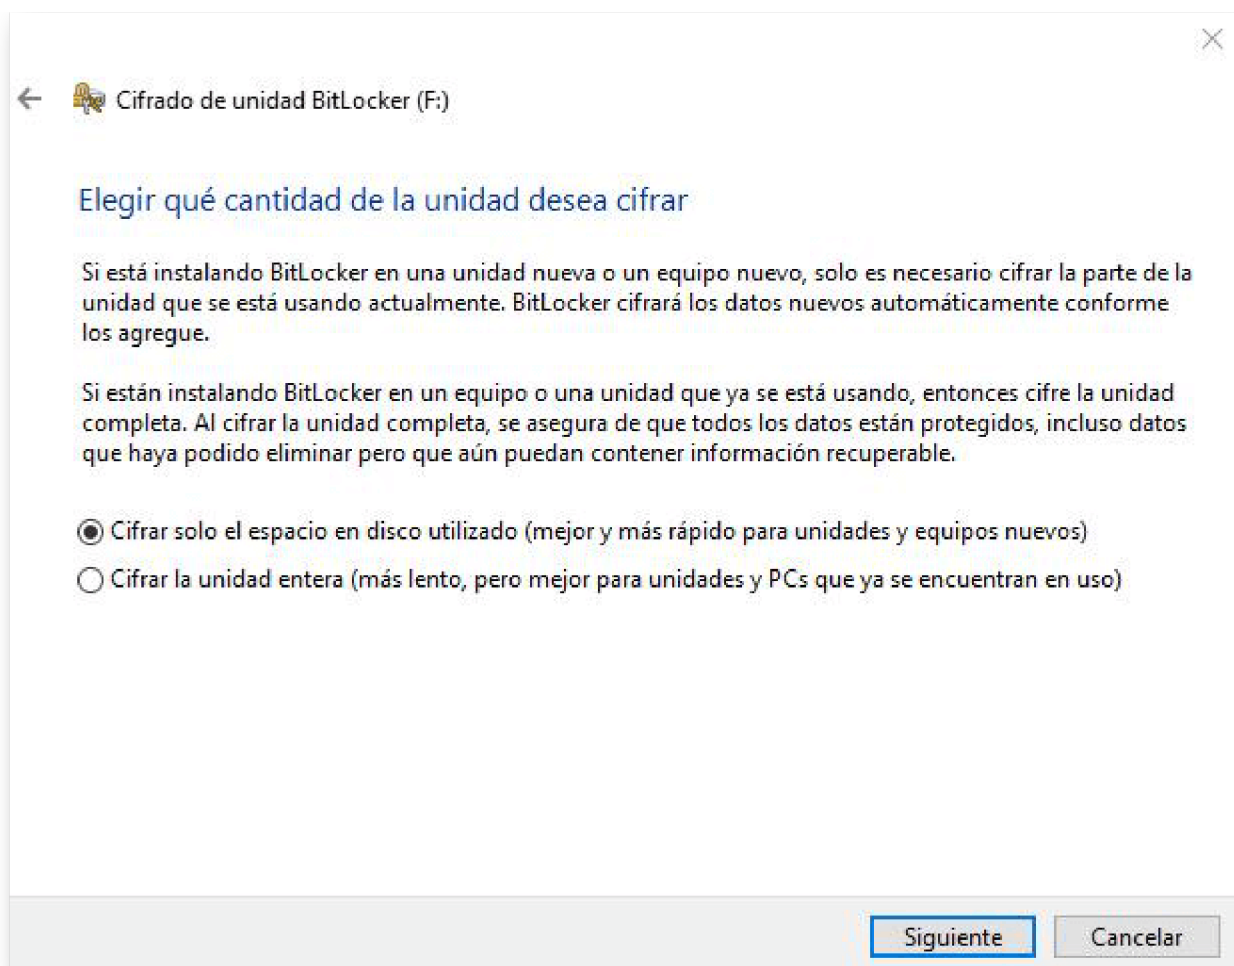 Cifrado de unidad BitLocker (F:)
Elegir qué cantidad de la unidad desea cifrar
Si está instalando BitLocker en una unidad nueva o un equipo nuevo, solo es necesario cifrar la parte de la
unidad que se está usando actualmente. BitLocker cifrará los datos nuevos automáticamente conforme
los agregue.
Si están instalando BitLocker en un equipo o una unidad que ya se está usando, entonces cifre la unidad
completa. Al cifrar la unidad completa, se asegura de que todos los datos están protegidos, incluso datos
que haya podido eliminar pero que aún puedan contener información recuperable.
Cifrar solo el espacio en disco utilizado (mejor y más rápido para unidades y equipos nuevos)
Cifrar la unidad entera (más lento, pero mejor para unidades y PCs que ya se encuentran en uso)
Siguiente Cancelar